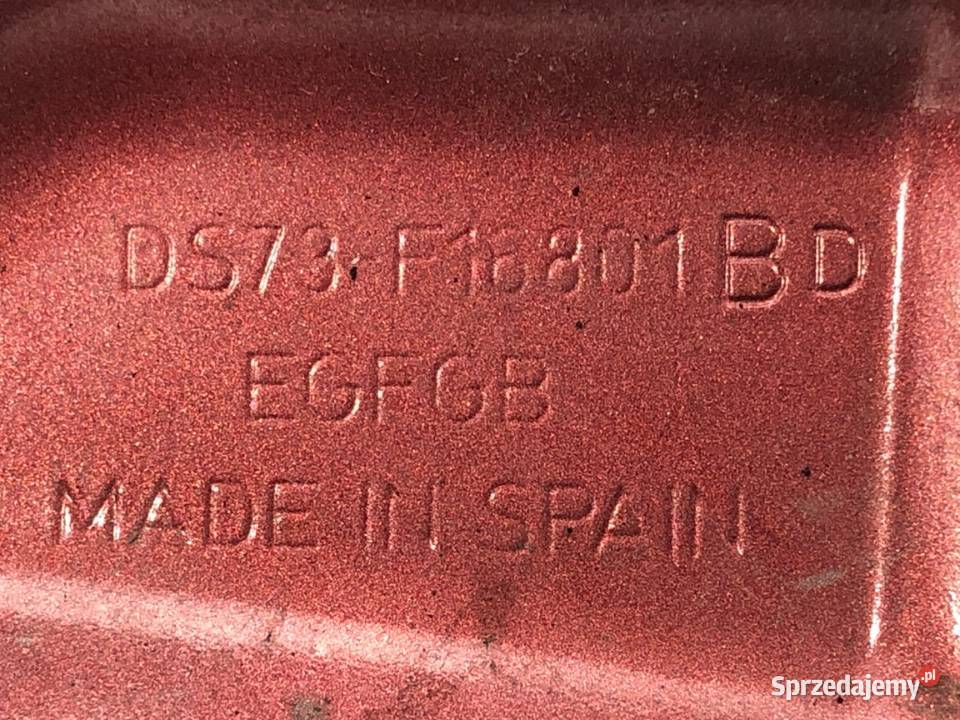 DS73-F16801BD
EGFGB
MADE IN SPAIN
Sprzedajemy.pl